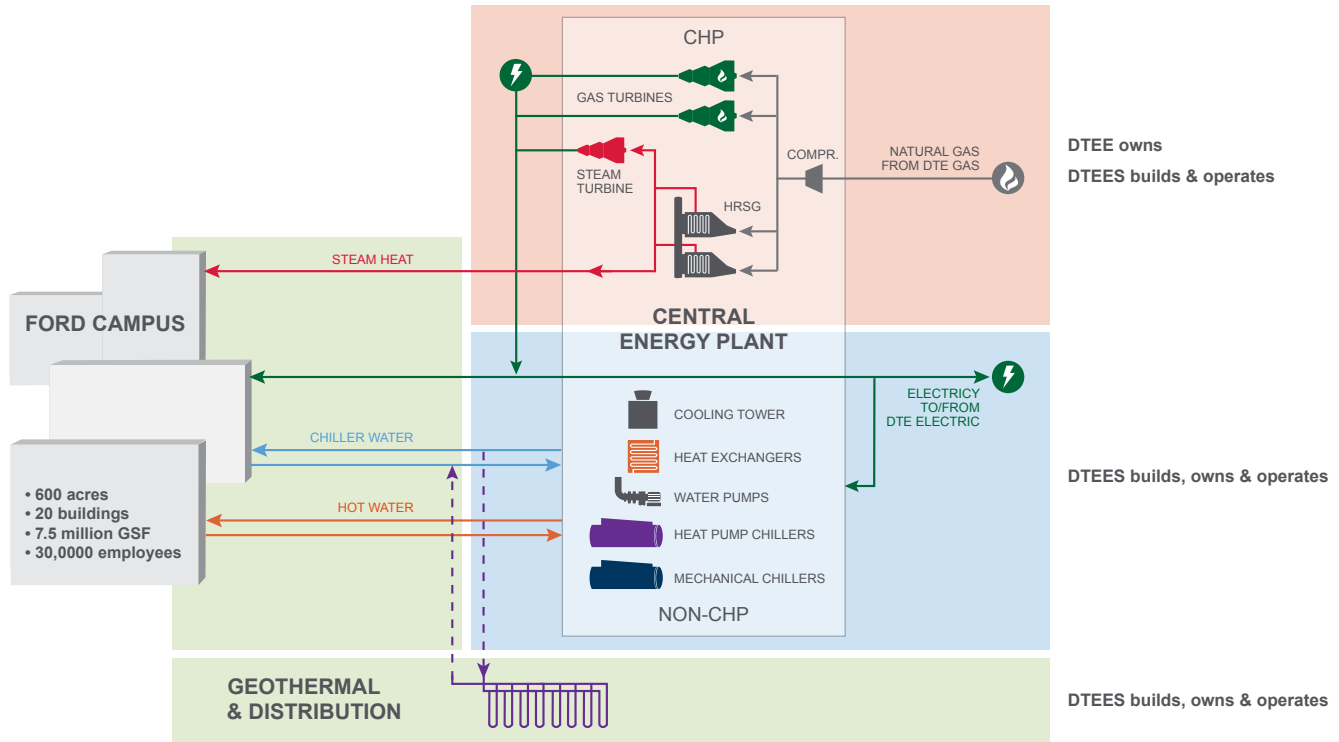 CHP
GAS TURBINES
STEAM
TURBINE
HRSG
COMPR.
NATURAL GAS
FROM DTE GAS
DTEE owns
DTEES builds & operates
STEAM HEAT
FORD CAMPUS
CENTRAL
ENERGY PLANT
ELECTRICY
TO/FROM
DTE ELECTRIC
COOLING TOWER
CHILLER WATER
HEAT EXCHANGERS
WATER PUMPS
HOT WATER
HEAT PUMP CHILLERS
MECHANICAL CHILLERS
NON-CHP
• 600 acres
• 20 buildings
• 7.5 million GSF
• 30,0000 employees
DTEES builds, owns & operates
GEOTHERMAL
& DISTRIBUTION
DTEES builds, owns & operates